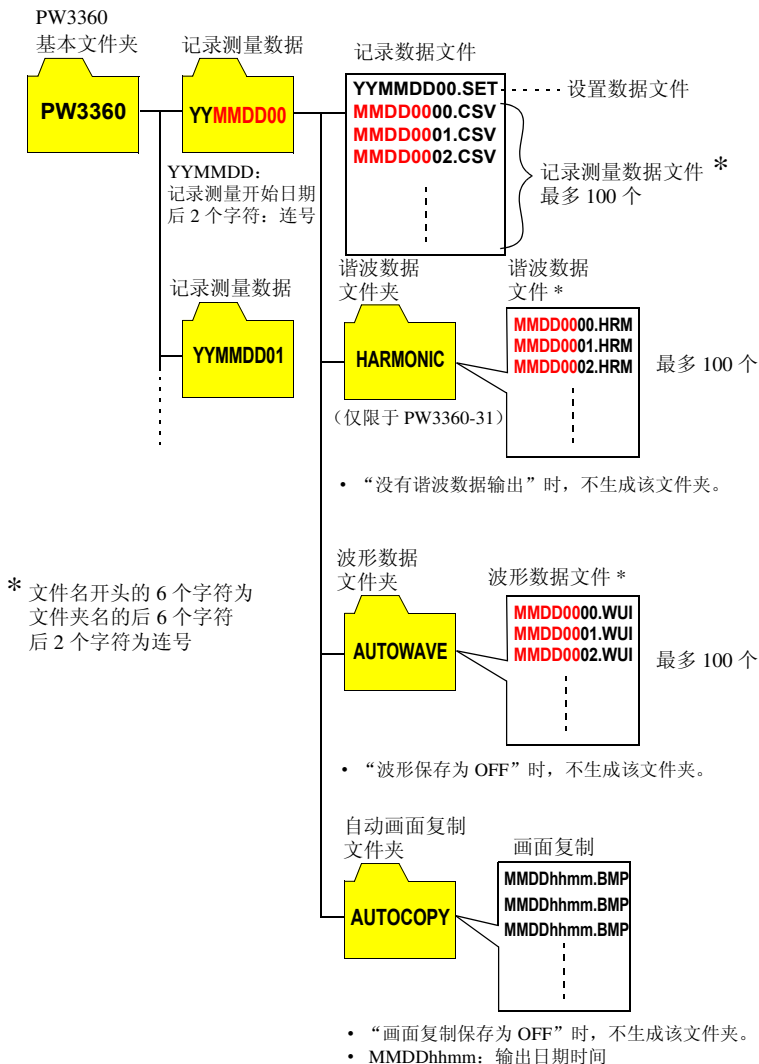 PW3360
基本文件夹
记录测量数据
记录数据文件
PW3360
YYMMDD00
YYMMDD00.SET
设置数据文件
MMDD0000.CSV
MMDD0001.CSV
MMDD0002.CSV
记录测量数据文件 *
最多 100 个
YYMMDD：
记录测量开始日期
后 2 个字符：连号
记录测量数据
YYMMDD01
谐波数据
文件夹
HARMONIC
（仅限于 PW3360-31）
谐波数据
文件 *
MMDD0000.HRM
MMDD0001.HRM
MMDD0002.HRM
最多 100 个
• “没有谐波数据输出”时，不生成该文件夹。
* 文件名开头的 6 个字符为
文件夹名的后 6 个字符
后 2 个字符为连号
波形数据
文件夹
AUTOWAVE
波形数据文件 *
MMDD0000.WUI
MMDD0001.WUI
MMDD0002.WUI
最多 100 个
• “波形保存为 OFF”时，不生成该文件夹。
自动画面复制
文件夹
AUTOCOPY
画面复制
MMDDhhmm.BMP
MMDDhhmm.BMP
MMDDhhmm.BMP
• “画面复制保存为 OFF”时，不生成该文件夹。
• MMDDhhmm：输出日期时间